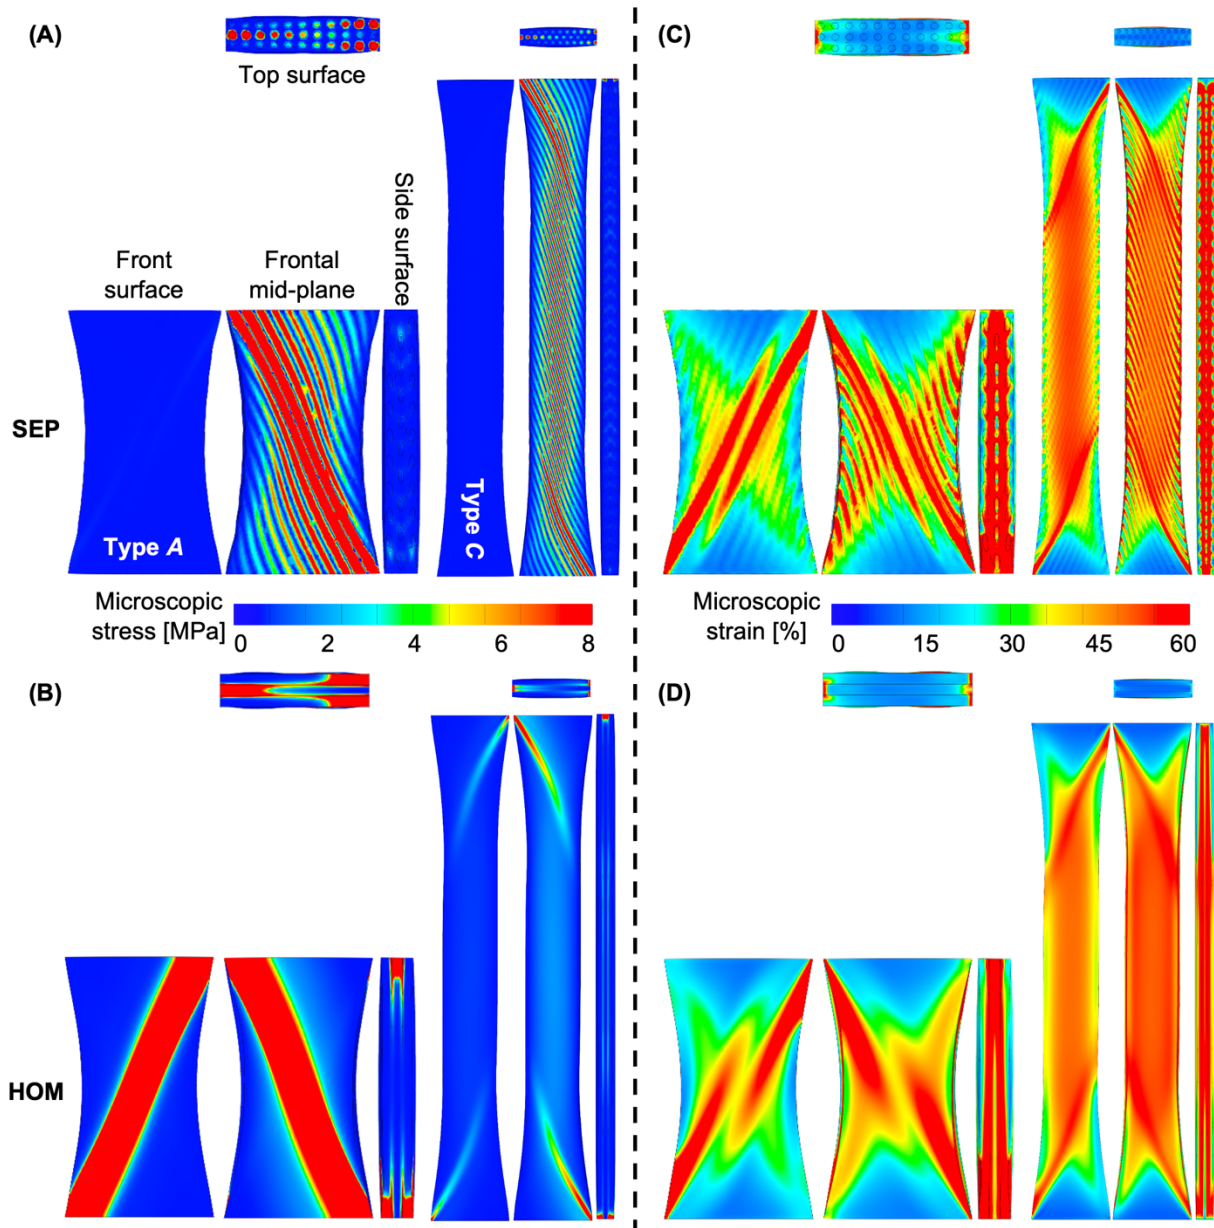 (A)
Top surface
Front
surface
Frontal
mid-plane
Side surface
SEP
Type A
Type C
Microscopic
stress [MPa]
0 2 4 6 8
(C)
Microscopic
strain [%]
0 15 30 45 60
(B)
HOM
(D)